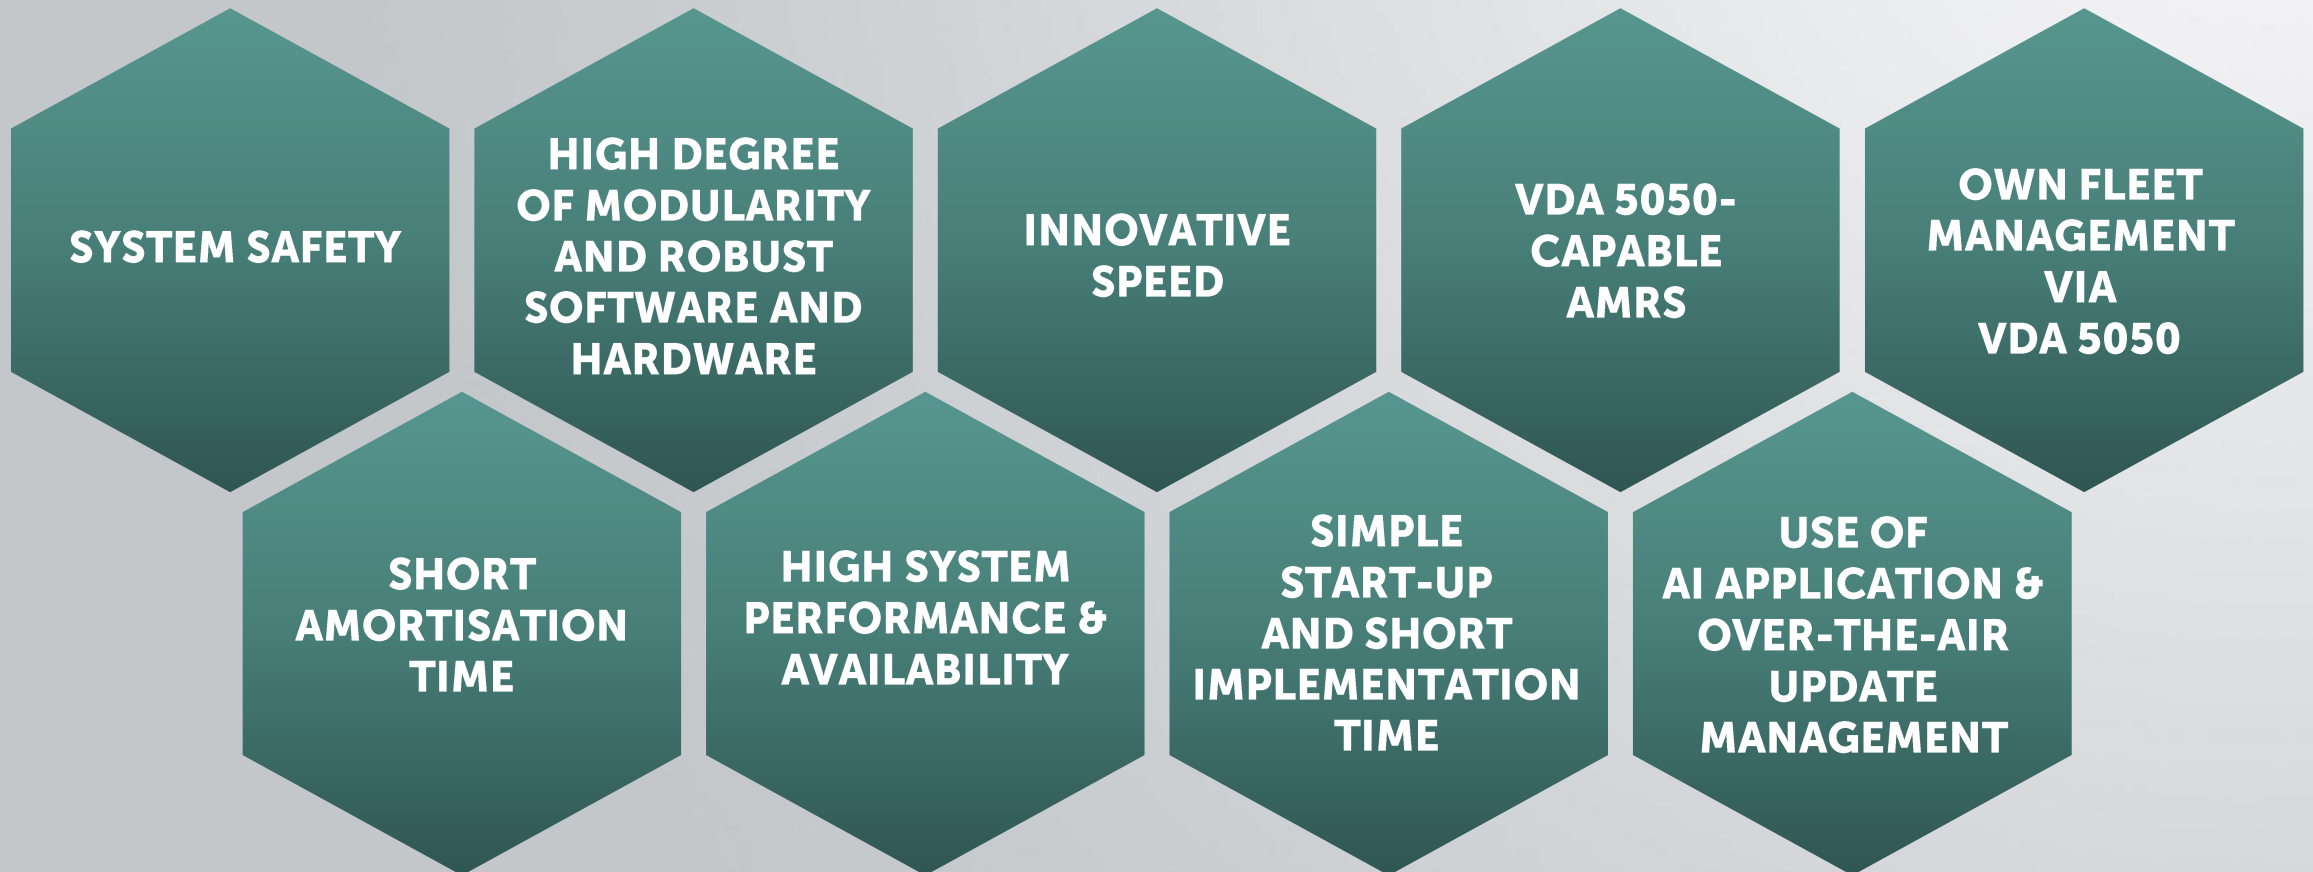 SYSTEM SAFETY
HIGH DEGREE
OF MODULARITY
AND ROBUST
SOFTWARE AND
HARDWARE
INNOVATIVE
SPEED
VDA 5050-
CAPABLE
AMRS
OWN FLEET
MANAGEMENT
VIA
VDA 5050
SHORT
AMORTISATION
TIME
HIGH SYSTEM
PERFORMANCE &
AVAILABILITY
SIMPLE
START-UP
AND SHORT
IMPLEMENTATION
TIME
USE OF
AI APPLICATION &
OVER-THE-AIR
UPDATE
MANAGEMENT